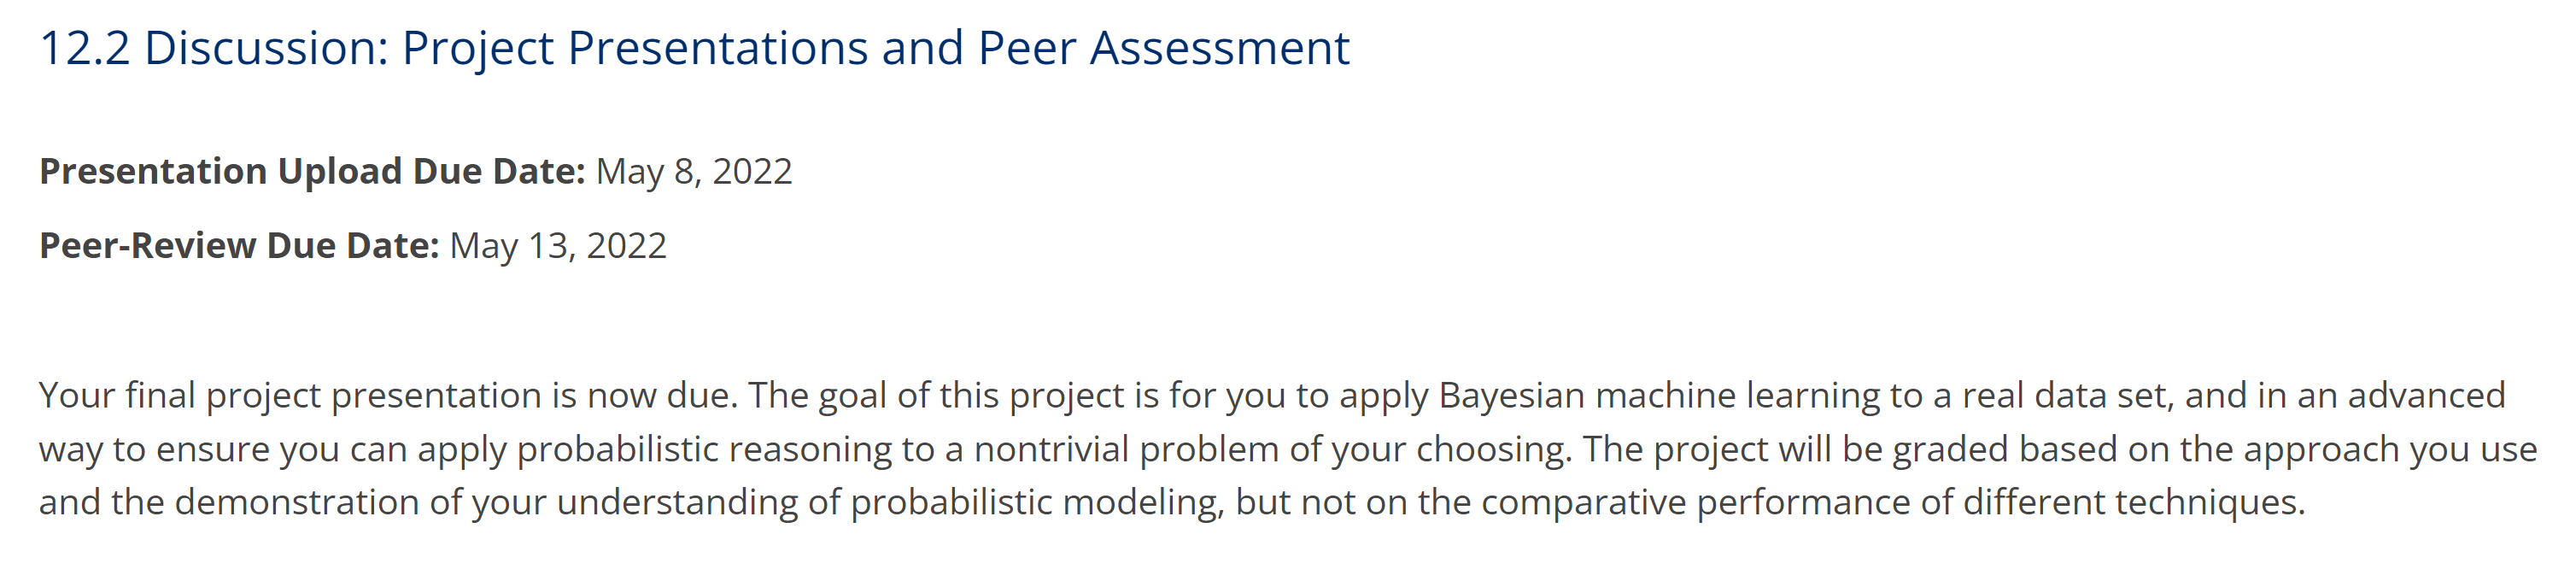 12.2 Discussion: Project Presentations and Peer Assessment
Presentation Upload Due Date: May 8, 2022
Peer-Review Due Date: May 13, 2022
Your final project presentation is now due. The goal of this project is for you to apply Bayesian machine learning to a real data set, and in an advanced
way to ensure you can apply probabilistic reasoning to a nontrivial problem of your choosing. The project will be graded based on the approach you use
and the demonstration of your understanding of probabilistic modeling, but not on the comparative performance of different techniques.